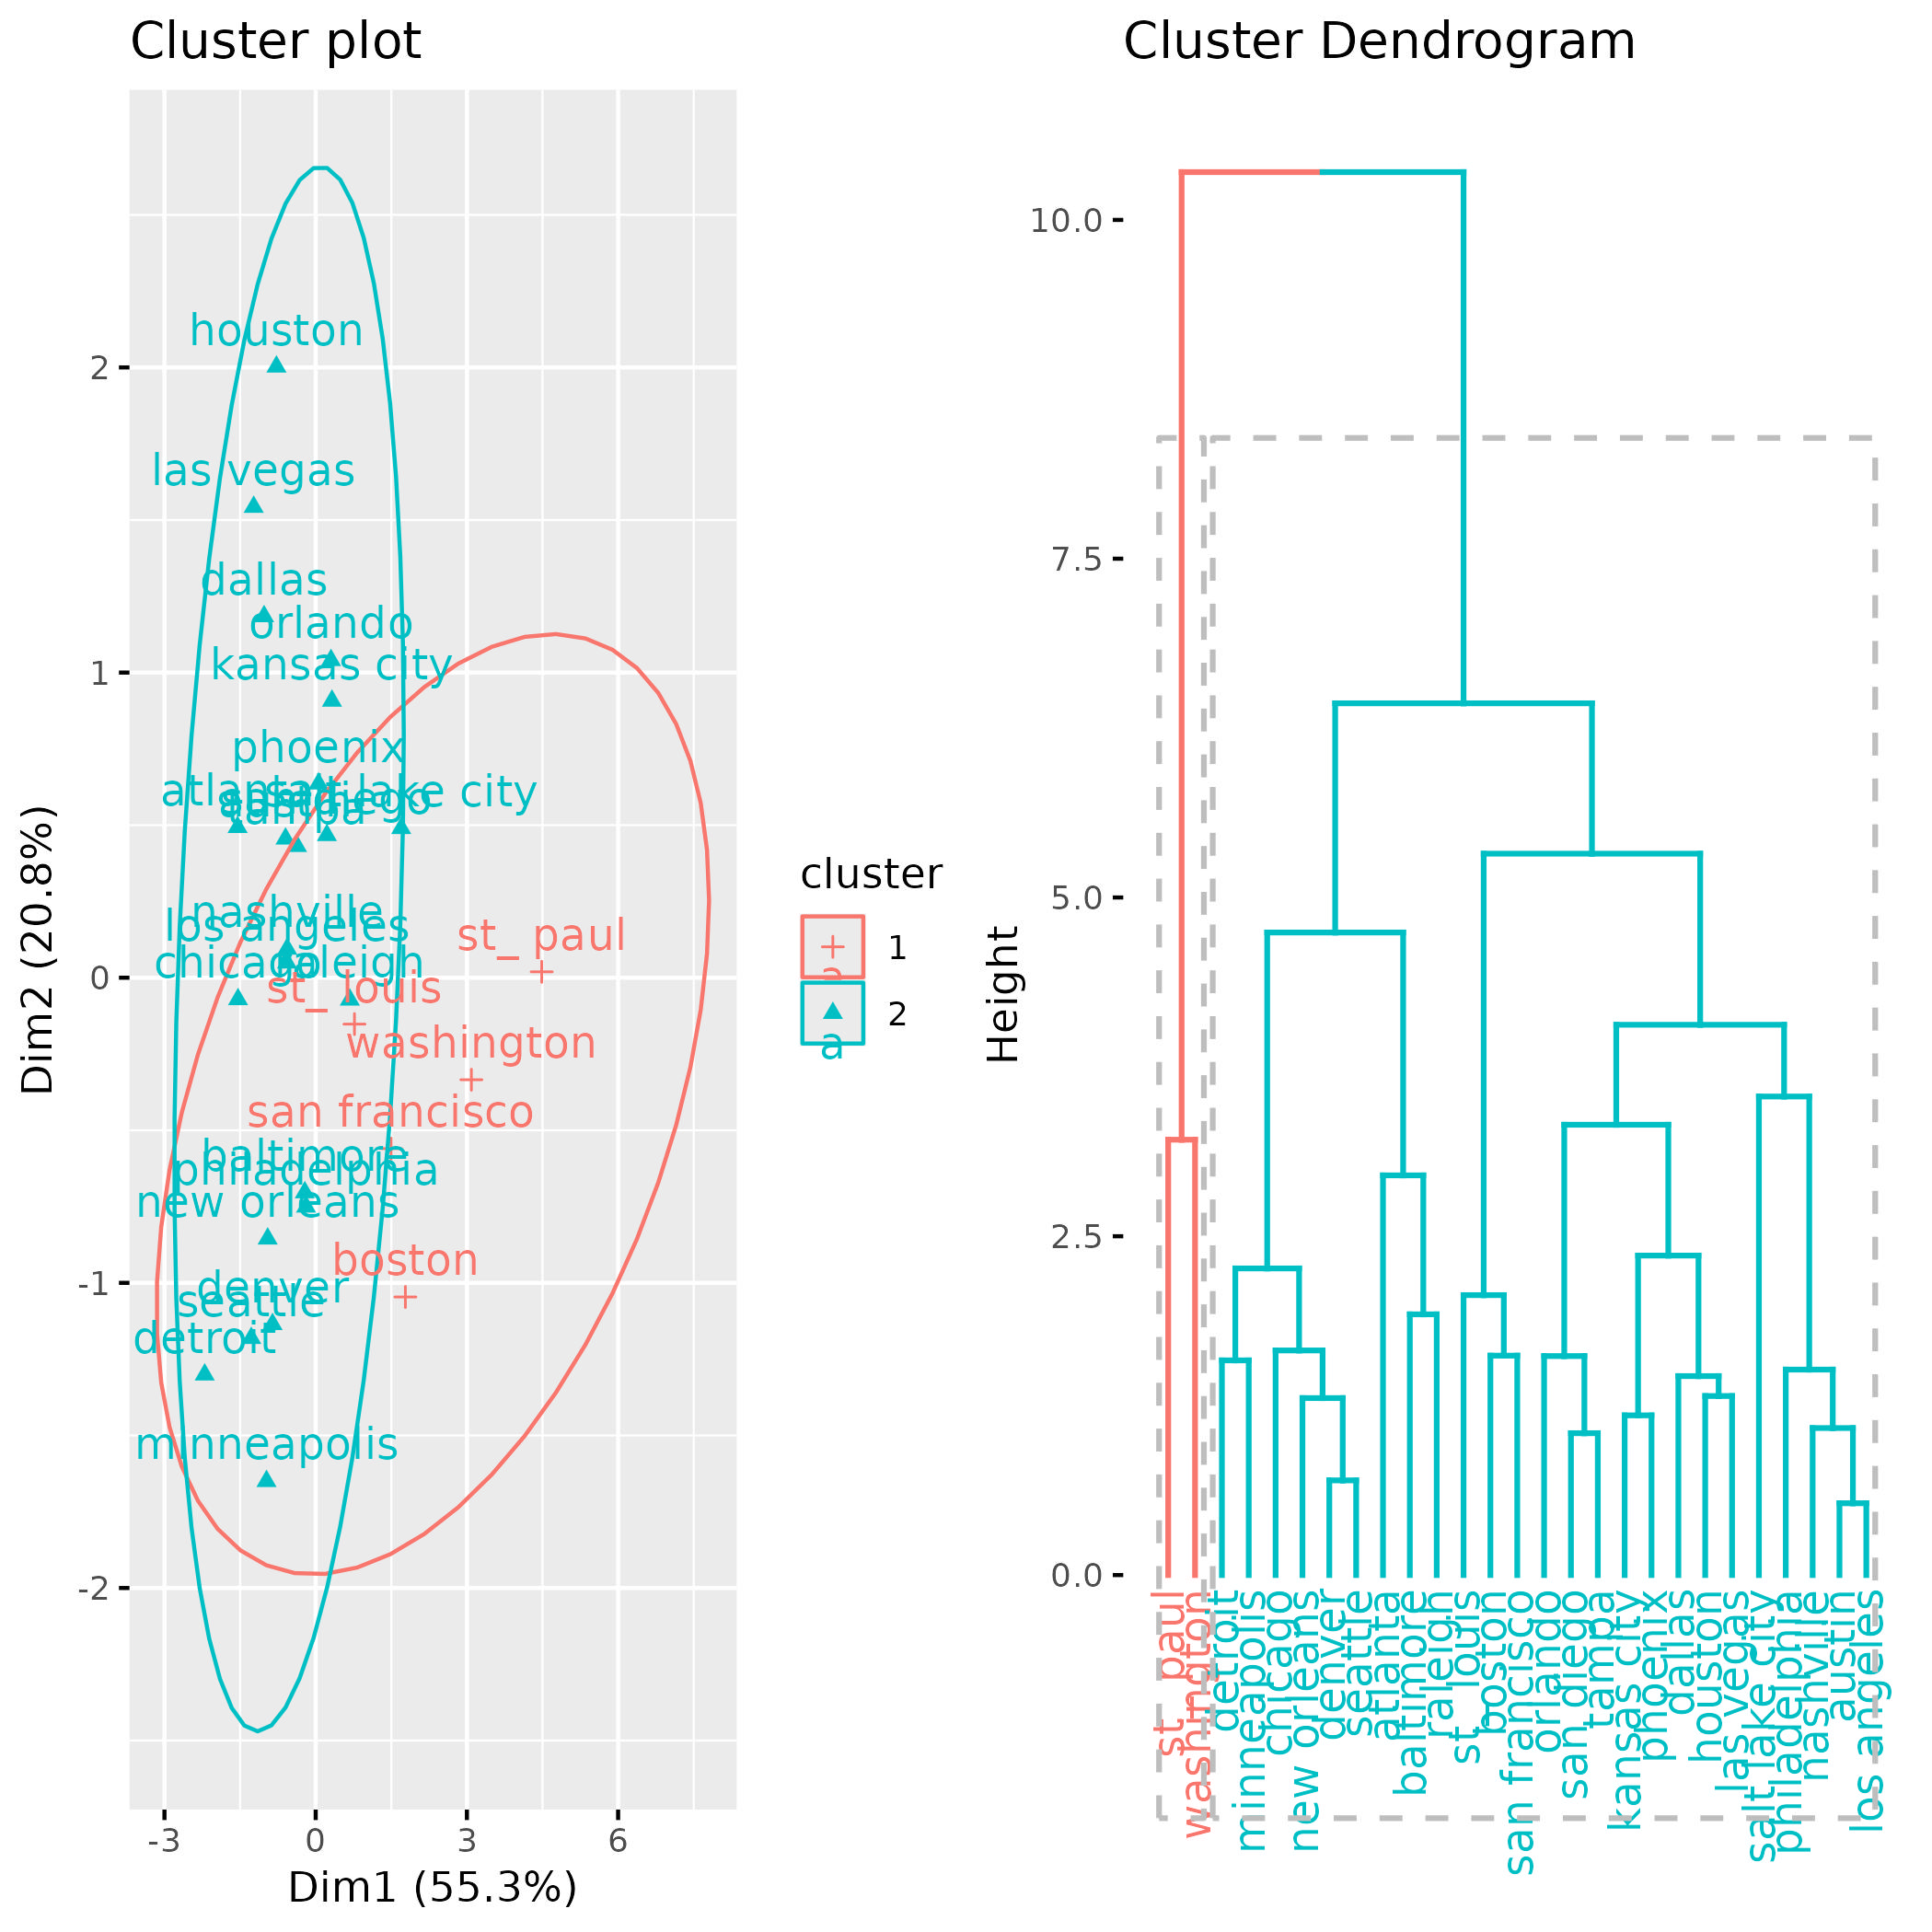 Cluster plot
houston
las vegas
dallas
orlando
kansas city
phoenix
atlanta
salt lake city
san diego
tampa
nashville
los angeles
chicago
raleigh
st_paul
st_louis
washington
san francisco
baltimore
philadelphia
new orleans
boston
denver
seattle
detroit
minneapolis
2
1
0
-1
-2
-3
0
3
6
Dim1 (55.3%)
Dim2 (20.8%)
cluster
a
1
a
2
Cluster Dendrogram
10.0
7.5
5.0
2.5
0.0
Height
st_paul
washington
detroit
minneapolis
chicago
new orleans
denver
seattle
atlanta
baltimore
raleigh
st_louis
boston
san francisco
orlando
san diego
tampa
kansas city
phoenix
dallas
houston
las vegas
salt lake city
philadelphia
nashville
austin
los angeles